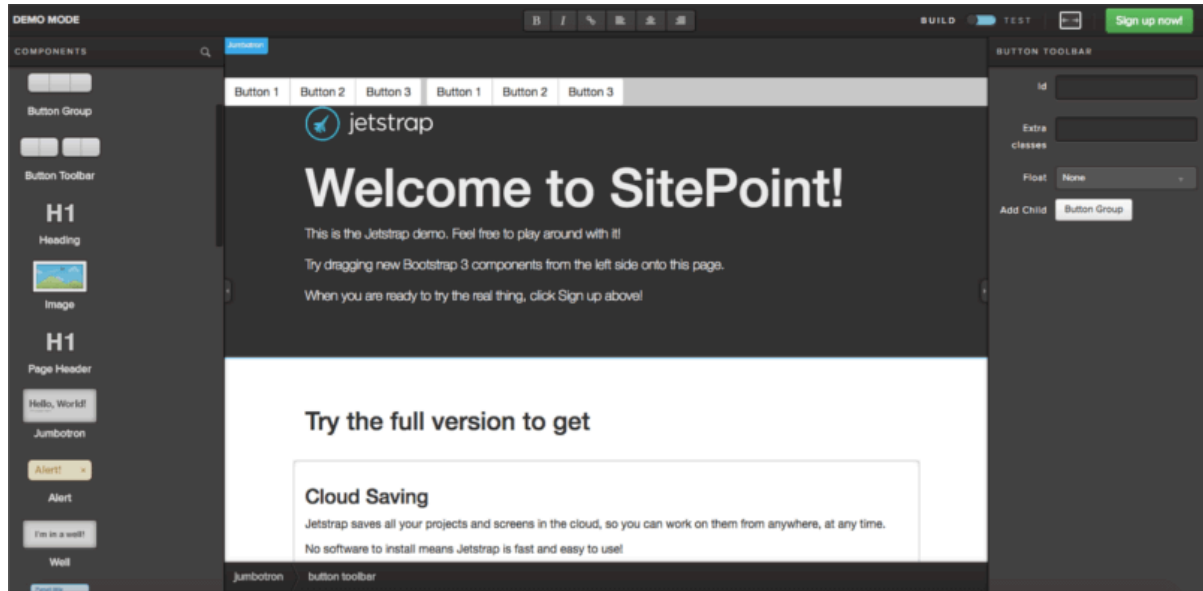 DEMO MODE
B I
BUILD TEST
Sign up now!
COMPONENTS
Button Group
Button Toolbar
H1
Heading
Image
H1
Page Header
Hello, World!
Jumbotron
Alert! ×
Alert
I'm in a well!
Well
Jumbotron
Button 1 Button 2 Button 3 Button 1 Button 2 Button 3
jetstrap
Welcome to SitePoint!
This is the Jetstrap demo. Feel free to play around with it!
Try dragging new Bootstrap 3 components from the left side onto this page.
When you are ready to try the real thing, click Sign up above!
Try the full version to get
Cloud Saving
Jetstrap saves all your projects and screens in the cloud, so you can work on them from anywhere, at any time.
No software to install means Jetstrap is fast and easy to use!
jumbotron button toolbar
BUTTON TOOLBAR
Id
Extra
classes
Float None
Add Child Button Group